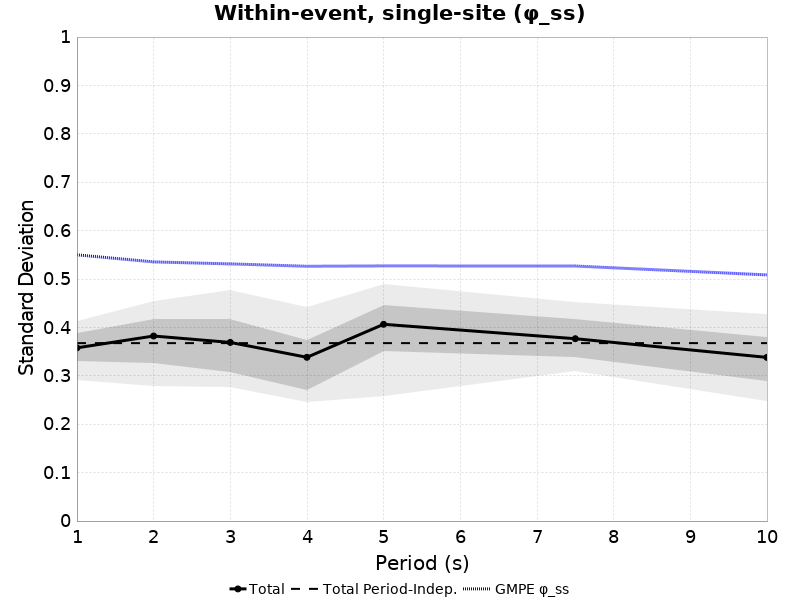 Within-event, single-site (φ_ss)
1
0.9
0.8
0.7
0.6
0.5
0.4
0.3
0.2
0.1
0
Standard Deviation
1 2 3 4 5 6 7 8 9 10
Period (s)
Total Total Period-Indep. GMPE φ_ss